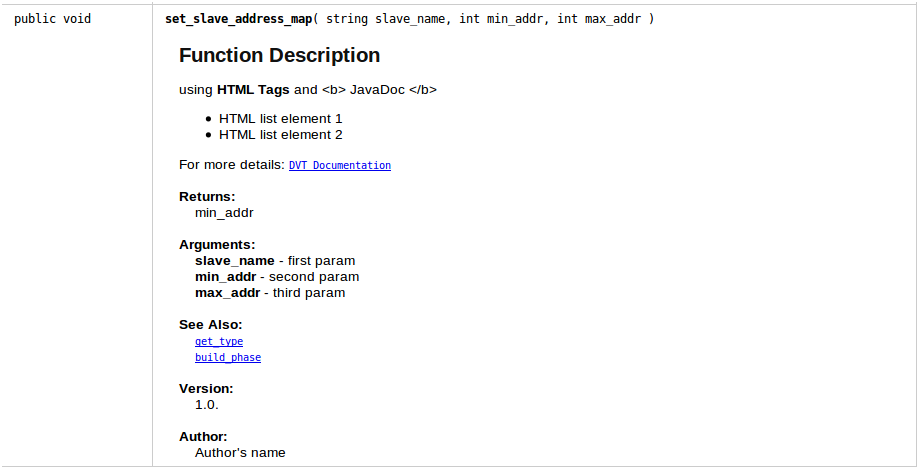 public void set_slave_address_map( string slave_name, int min_addr, int max_addr )
Function Description
using HTML Tags and <b> JavaDoc </b>
• HTML list element 1
• HTML list element 2
For more details: DVT Documentation
Returns:
min_addr
Arguments:
slave_name - first param
min_addr - second param
max_addr - third param
See Also:
get_type
build_phase
Version:
1.0.
Author:
Author's name